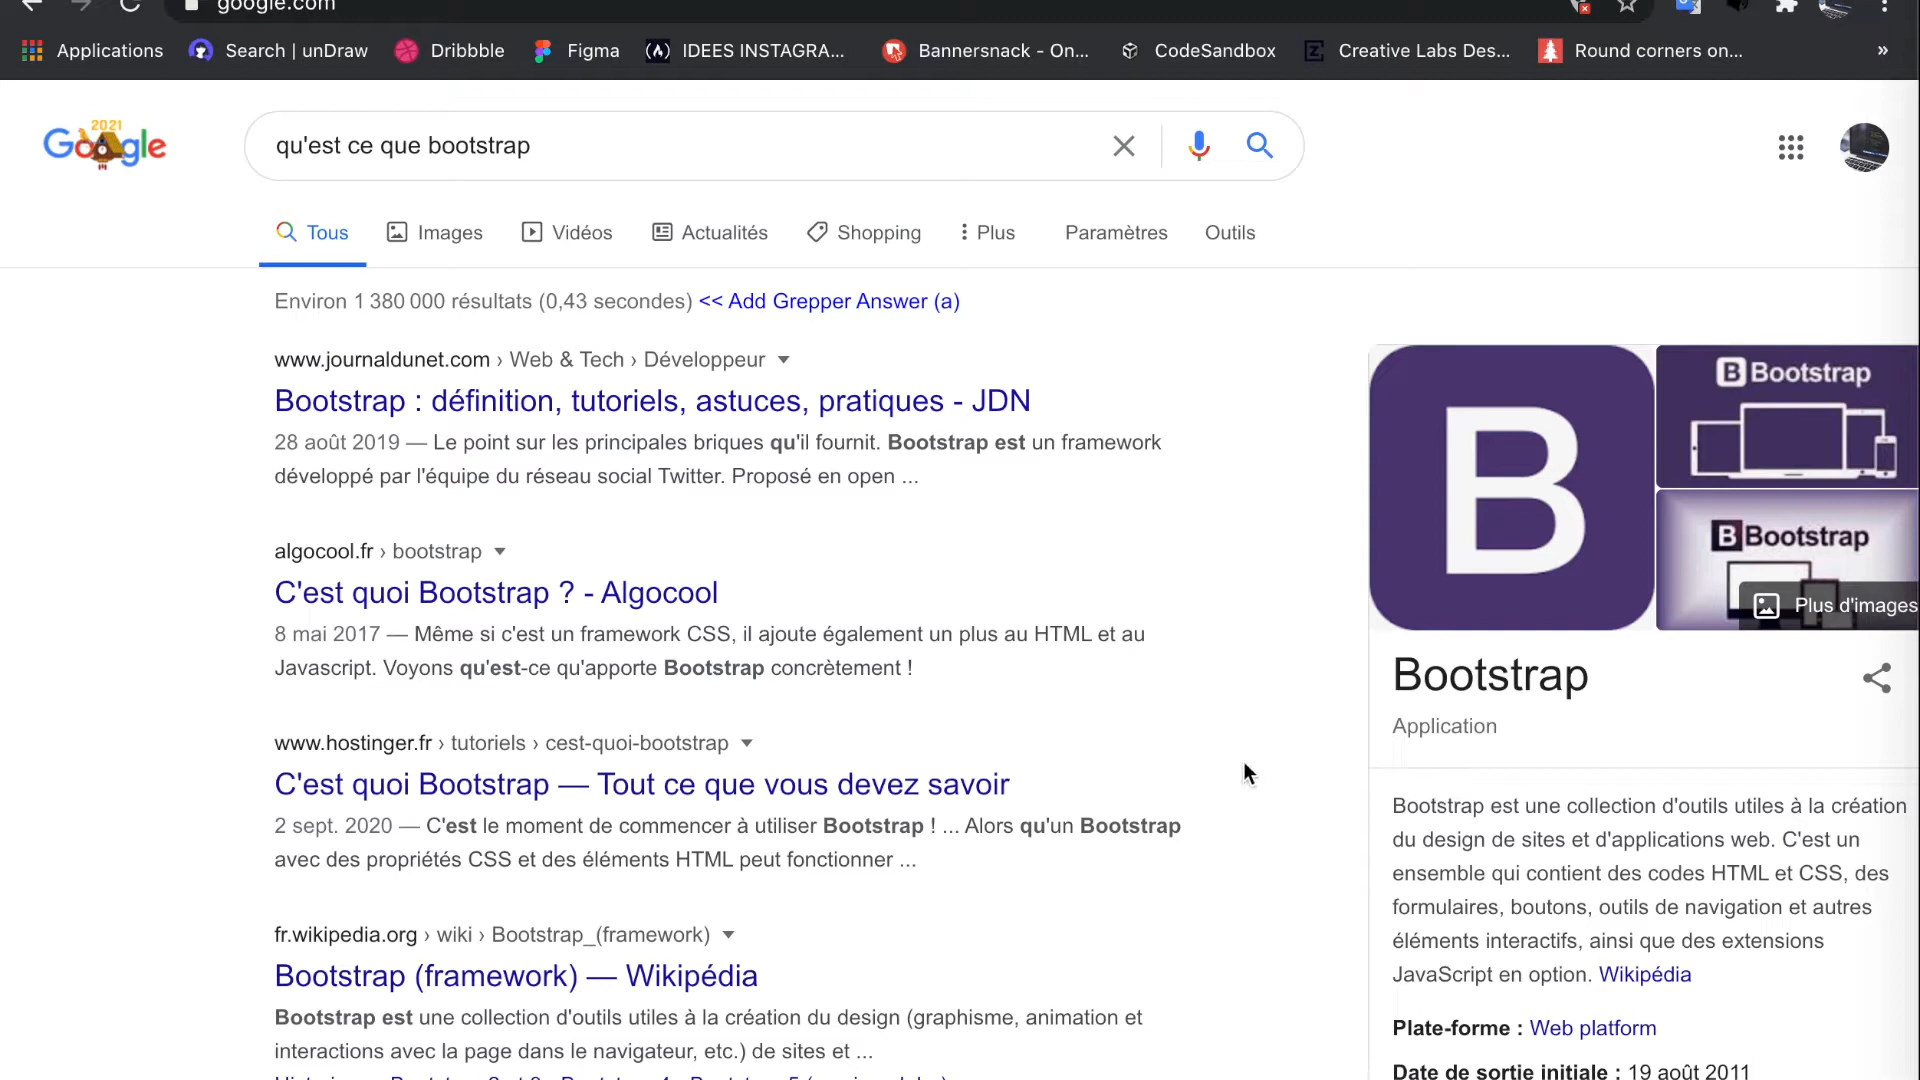 google.com
Applications Search | unDraw Dribbble Figma IDEES INSTAGRA... Bannersnack - On... CodeSandbox Creative Labs Des... Round corners on... »
2021
Google
qu'est ce que bootstrap
Tous Images Vidéos Actualités Shopping Plus Paramètres Outils
Environ 1 380 000 résultats (0,43 secondes) << Add Grepper Answer (a)
www.journaldunet.com › Web & Tech › Développeur
Bootstrap : définition, tutoriels, astuces, pratiques - JDN
28 août 2019 — Le point sur les principales briques qu'il fournit. Bootstrap est un framework
développé par l'équipe du réseau social Twitter. Proposé en open ...
algocool.fr › bootstrap
C'est quoi Bootstrap ? - Algocool
8 mai 2017 — Même si c'est un framework CSS, il ajoute également un plus au HTML et au
Javascript. Voyons qu'est-ce qu'apporte Bootstrap concrètement !
www.hostinger.fr › tutoriels › cest-quoi-bootstrap
C'est quoi Bootstrap — Tout ce que vous devez savoir
2 sept. 2020 — C'est le moment de commencer à utiliser Bootstrap ! ... Alors qu'un Bootstrap
avec des propriétés CSS et des éléments HTML peut fonctionner ...
fr.wikipedia.org › wiki › Bootstrap_(framework)
Bootstrap (framework) — Wikipédia
Bootstrap est une collection d'outils utiles à la création du design (graphisme, animation et
interactions avec la page dans le navigateur, etc.) de sites et ...
B
B Bootstrap
B Bootstrap
Plus d'images
Bootstrap
Application
Bootstrap est une collection d'outils utiles à la création
du design de sites et d'applications web. C'est un
ensemble qui contient des codes HTML et CSS, des
formulaires, boutons, outils de navigation et autres
éléments interactifs, ainsi que des extensions
JavaScript en option. Wikipédia
Plate-forme : Web platform
Date de sortie initiale : 19 août 2011